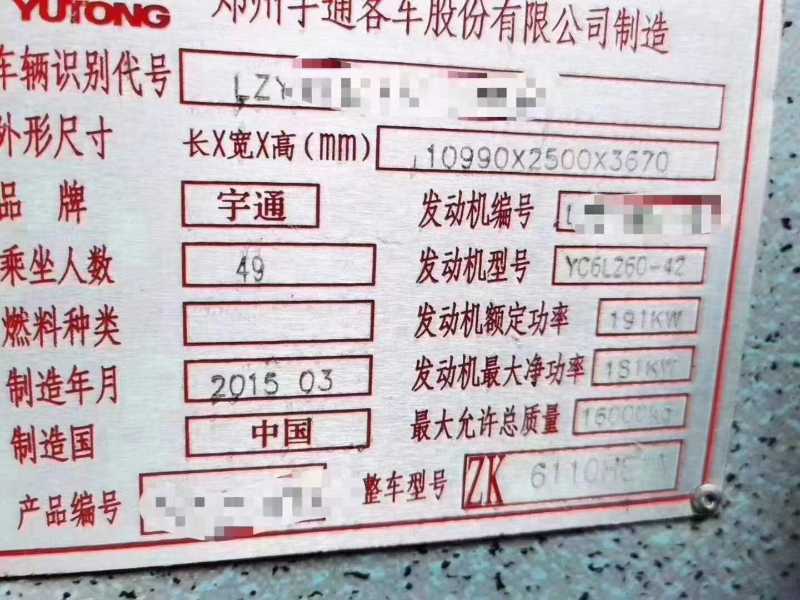 YUTONG 郑州宇通客车股份有限公司制造
车辆识别代号 LZY
外形尺寸 长X宽X高(mm) 10990X2500X3670
品牌 宇通 发动机编号 L
乘坐人数 49 发动机型号 YC6L260-42
燃料种类 发动机额定功率 191KW
制造年月 2015 03 发动机最大净功率 181KW
制造国 中国 最大允许总质量 16000kg
产品编号 整车型号 ZK 6110HE